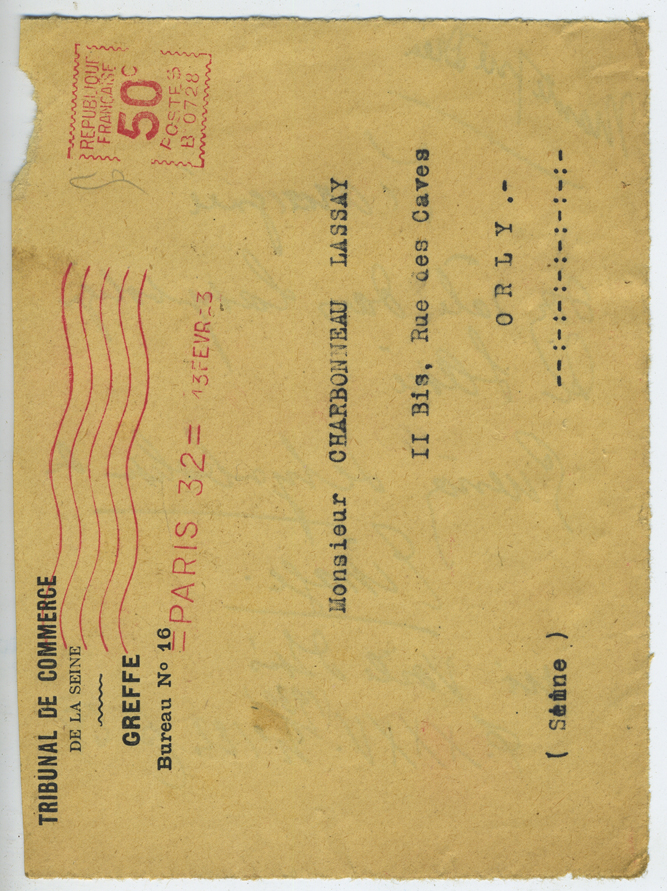 TRIBUNAL DE COMMERCE
DE LA SEINE
GREFFE
Bureau Nº 16
=PARIS 32= 13 FEVR -3
REPUBLIQUE
FRANÇAISE
50c
POSTES
B 0728
Monsieur CHARBONNEAU LASSAY
II Bis, Rue des Caves
O R L Y .-
--:-:-:-:-:-:-:-
( Seine )